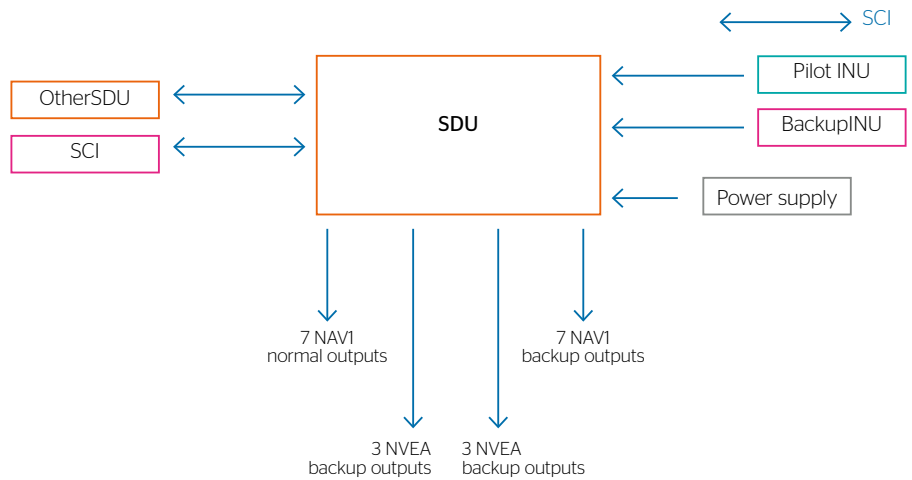 SCI
Pilot INU
OtherSDU
SDU
BackupINU
SCI
Power supply
7 NAV1
normal outputs
7 NAV1
backup outputs
3 NVEA
backup outputs
3 NVEA
backup outputs